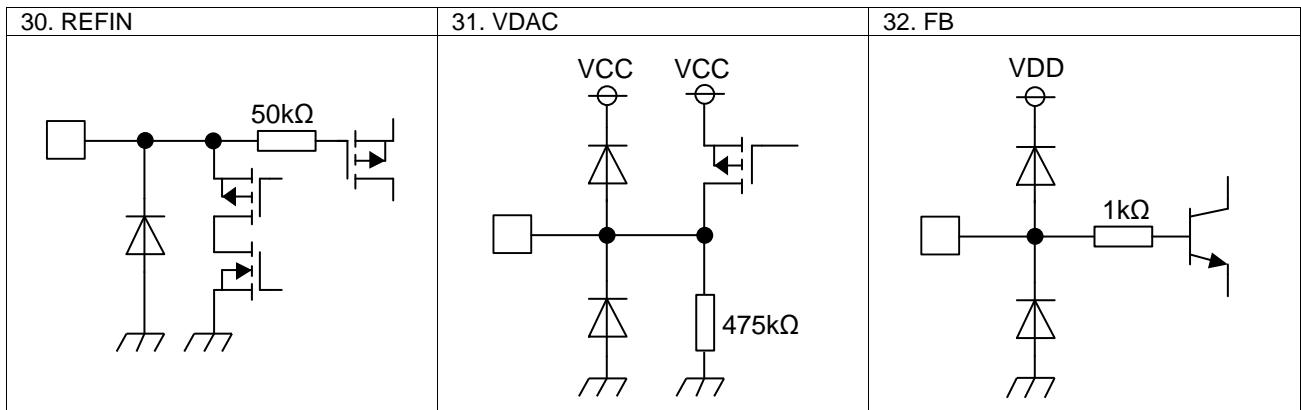 30. REFIN
50kΩ
31. VDAC
VCC VCC
475kΩ
32. FB
VDD
1kΩ